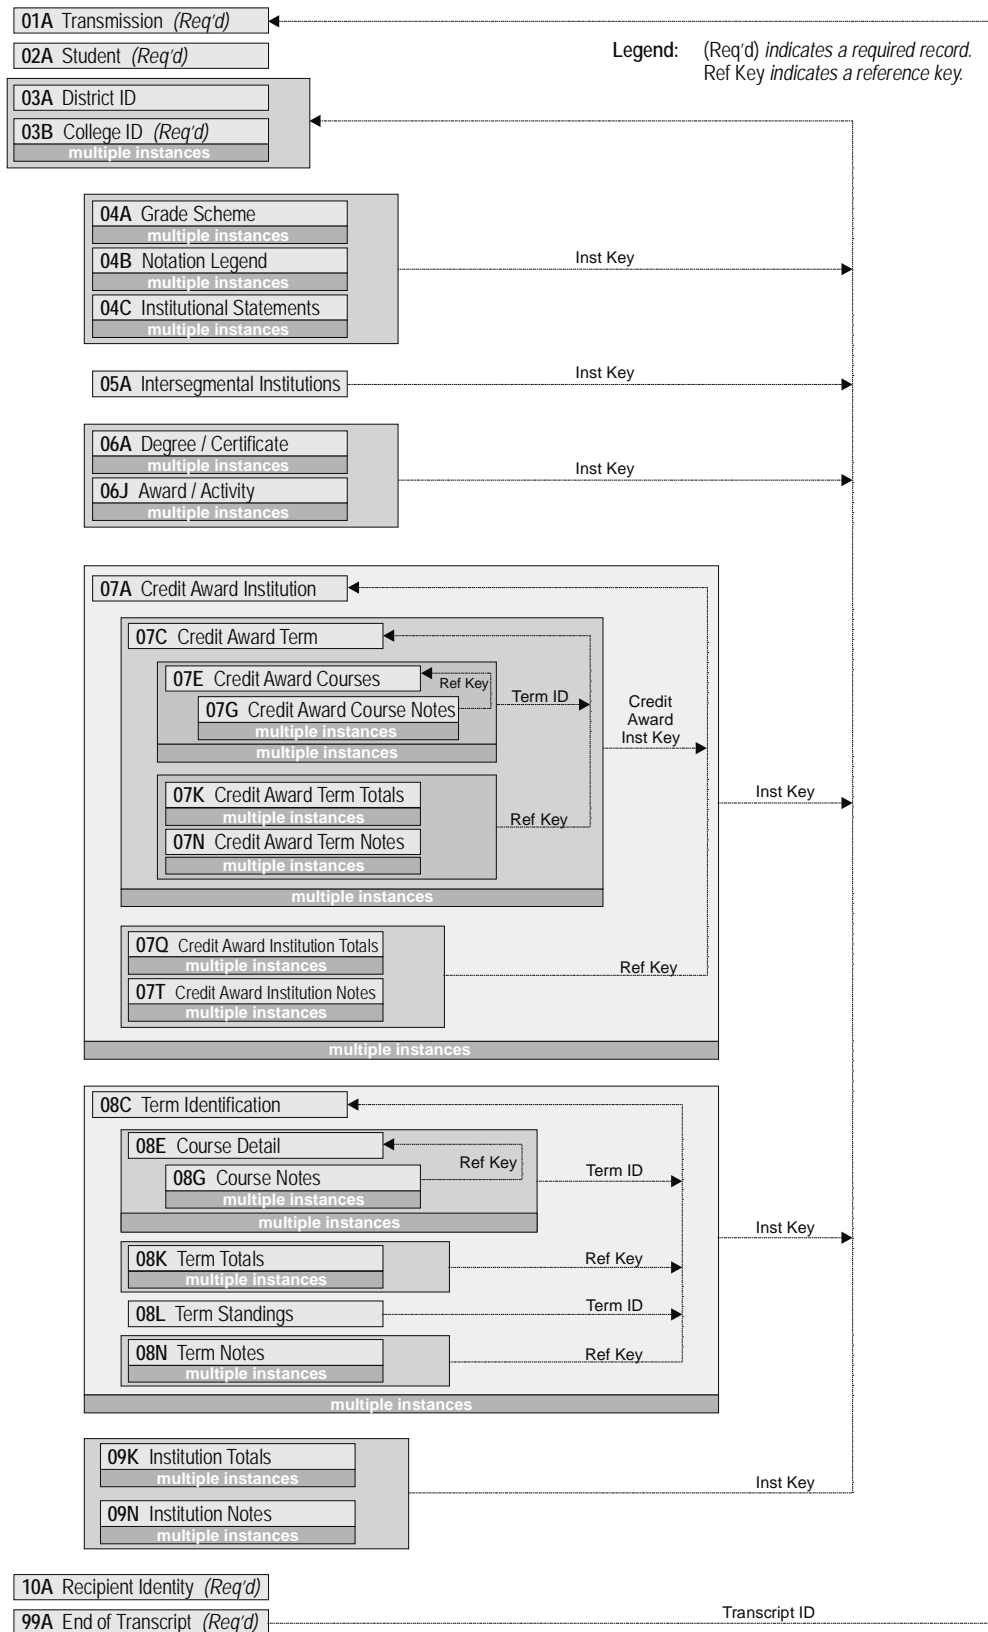 01A Transmission (Req'd)
02A Student (Req'd)
Legend: (Req'd) indicates a required record.
Ref Key indicates a reference key.
03A District ID
03B College ID (Req'd)
multiple instances
04A Grade Scheme
multiple instances
04B Notation Legend
multiple instances
04C Institutional Statements
multiple instances
Inst Key
05A Intersegmental Institutions
Inst Key
06A Degree / Certificate
multiple instances
06J Award / Activity
multiple instances
Inst Key
07A Credit Award Institution
07C Credit Award Term
07E Credit Award Courses
Ref Key
07G Credit Award Course Notes
multiple instances
multiple instances
Term ID
Credit
Award
Inst Key
07K Credit Award Term Totals
multiple instances
07N Credit Award Term Notes
multiple instances
Ref Key
multiple instances
Inst Key
07Q Credit Award Institution Totals
multiple instances
07T Credit Award Institution Notes
multiple instances
Ref Key
multiple instances
08C Term Identification
08E Course Detail
Ref Key
08G Course Notes
multiple instances
multiple instances
Term ID
08K Term Totals
multiple instances
Ref Key
08L Term Standings
Term ID
08N Term Notes
multiple instances
Ref Key
multiple instances
Inst Key
09K Institution Totals
multiple instances
09N Institution Notes
multiple instances
Inst Key
10A Recipient Identity (Req'd)
99A End of Transcript (Req'd)
Transcript ID